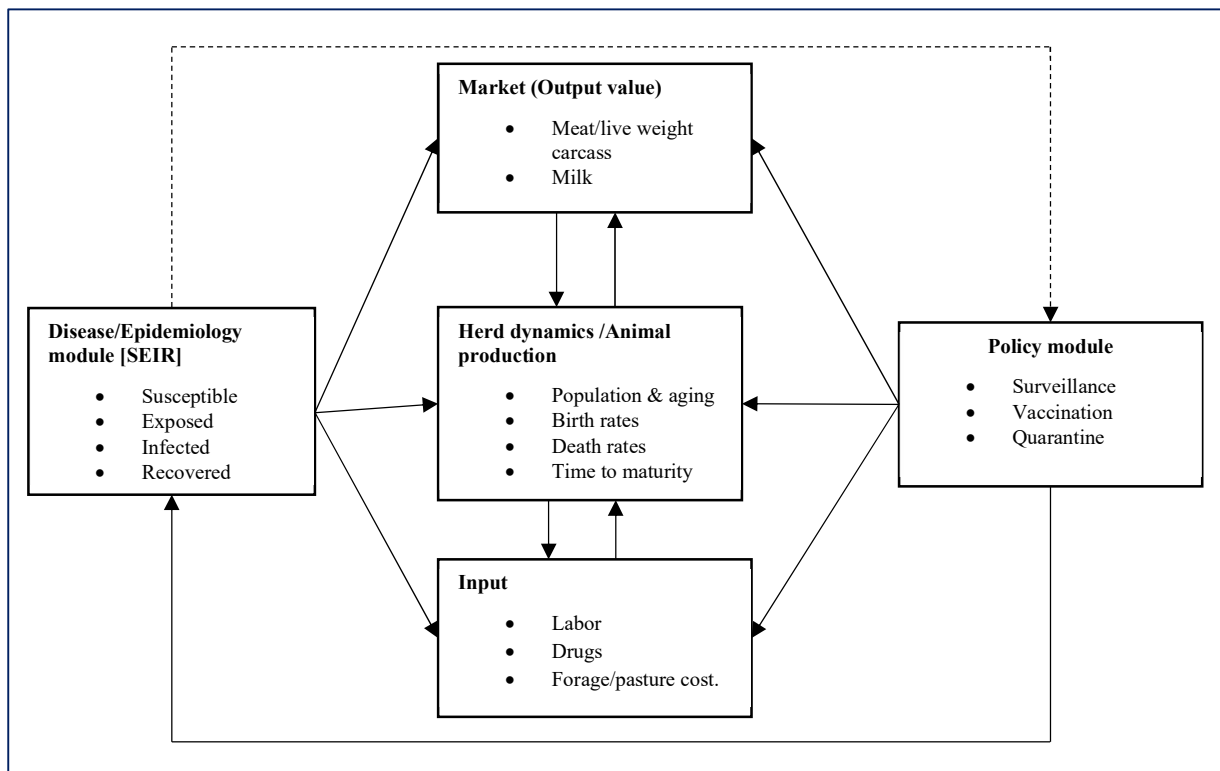 Market (Output value)
• Meat/live weight
carcass
• Milk
Disease/Epidemiology
module [SEIR]
• Susceptible
• Exposed
• Infected
• Recovered
Herd dynamics /Animal
production
• Population & aging
• Birth rates
• Death rates
• Time to maturity
Policy module
• Surveillance
• Vaccination
• Quarantine
Input
• Labor
• Drugs
• Forage/pasture cost.